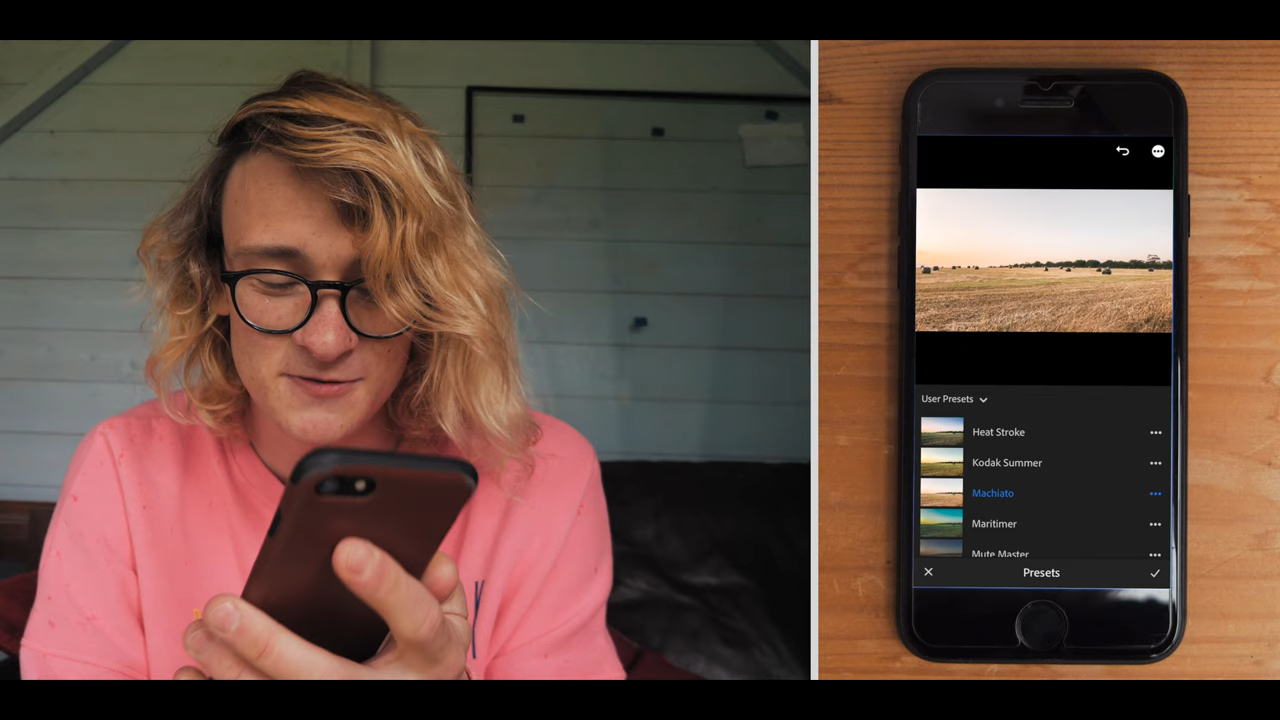 User Presets
Heat Stroke
Kodak Summer
Machiato
Maritimer
Mute Master
Presets